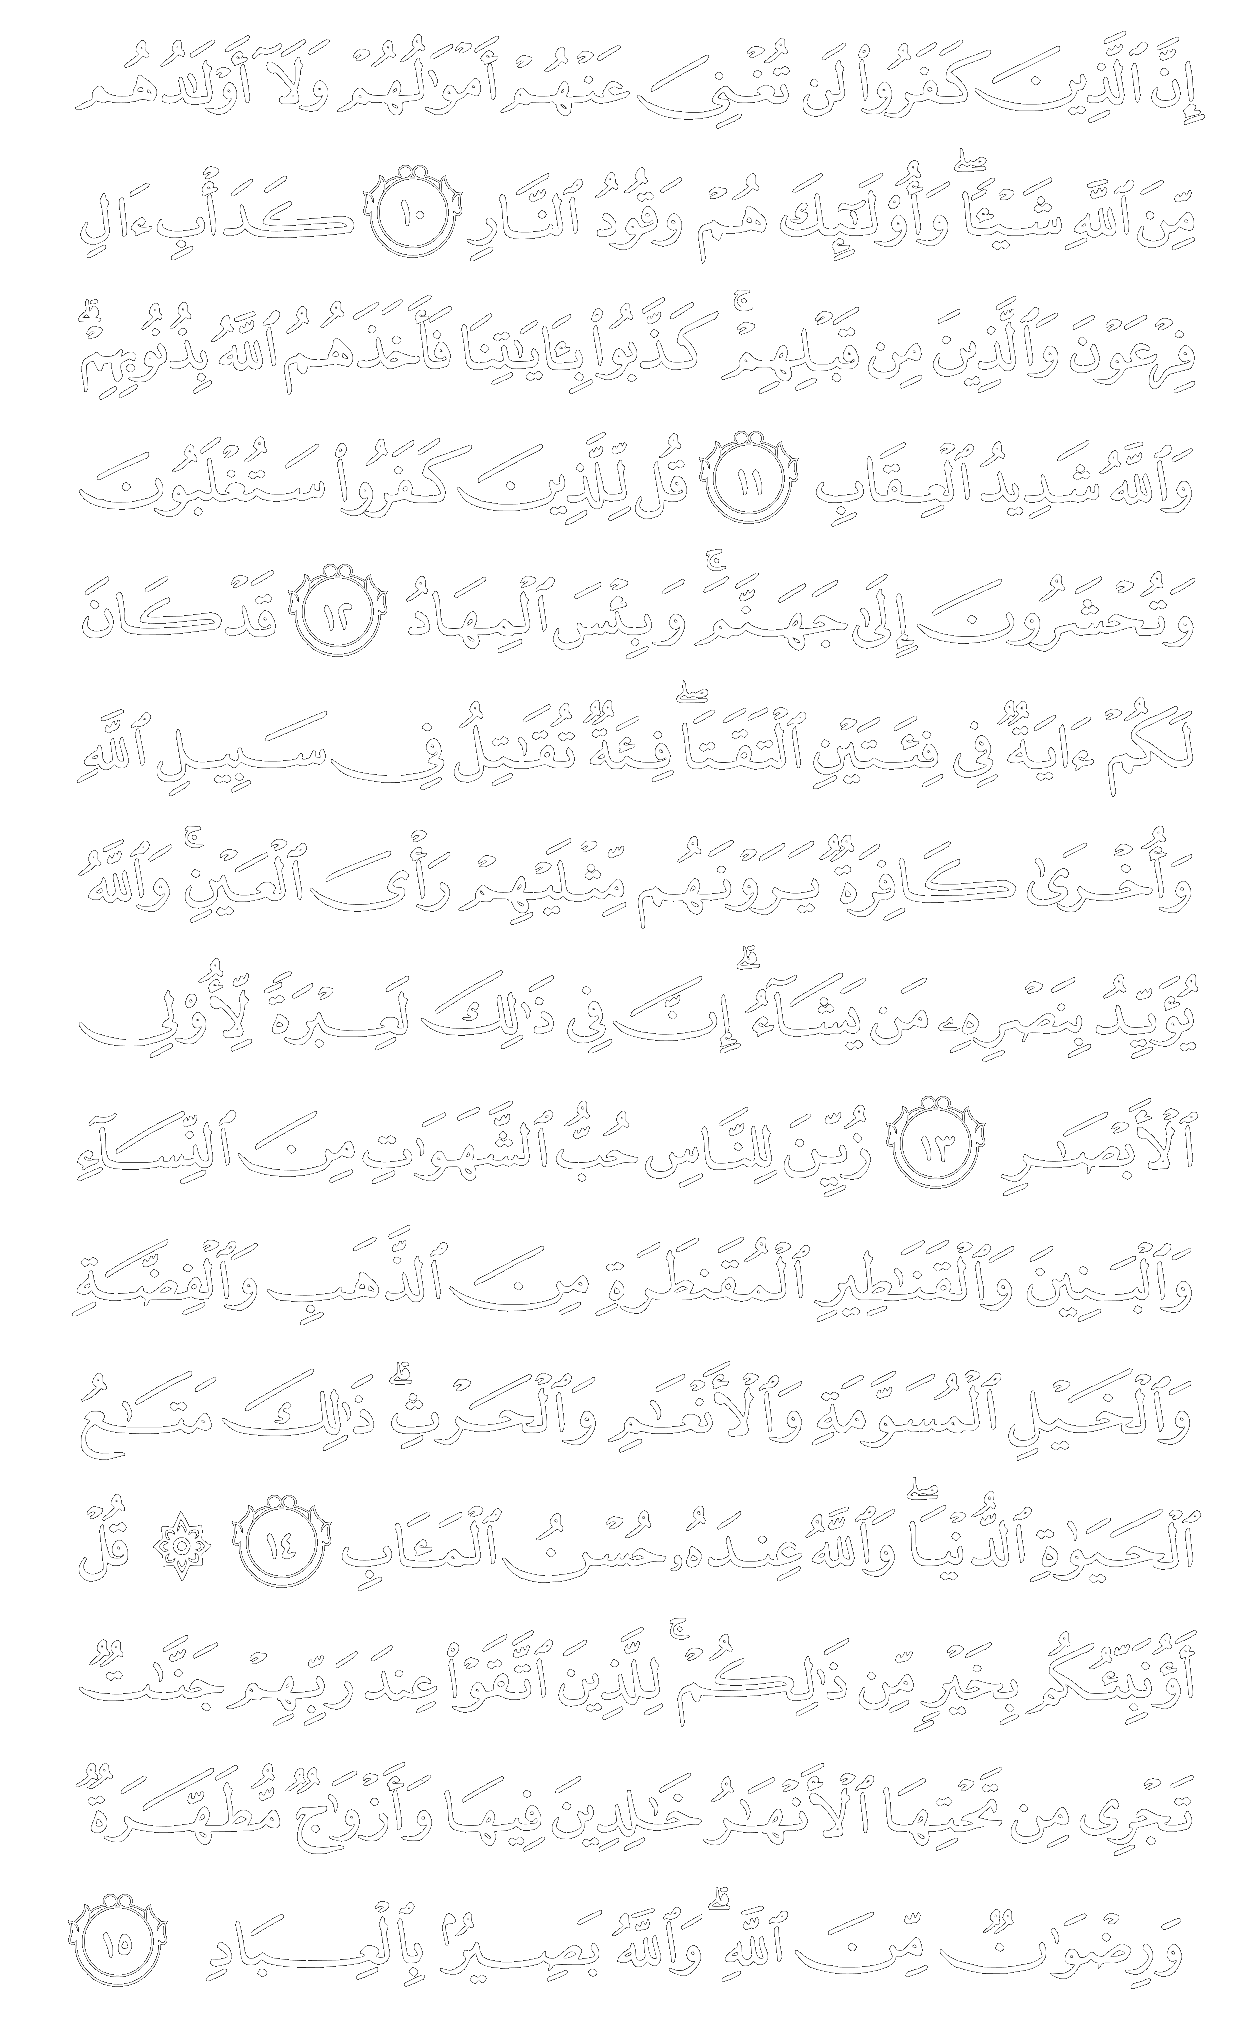 إِنَّ ٱلَّذِينَ كَفَرُوا۟ لَن تُغْنِىَ عَنْهُمْ أَمْوَٰلُهُمْ وَلَآ أَوْلَٰدُهُم
مِّنَ ٱللَّهِ شَيْـًٔا ۖ وَأُو۟لَٰٓئِكَ هُمْ وَقُودُ ٱلنَّارِ ١٠ كَدَأْبِ ءَالِ
فِرْعَوْنَ وَٱلَّذِينَ مِن قَبْلِهِمْ ۚ كَذَّبُوا۟ بِـَٔايَٰتِنَا فَأَخَذَهُمُ ٱللَّهُ بِذُنُوبِهِمْ ۗ
وَٱللَّهُ شَدِيدُ ٱلْعِقَابِ ١١ قُل لِّلَّذِينَ كَفَرُوا۟ سَتُغْلَبُونَ
وَتُحْشَرُونَ إِلَىٰ جَهَنَّمَ ۚ وَبِئْسَ ٱلْمِهَادُ ١٢ قَدْ كَانَ
لَكُمْ ءَايَةٌ فِى فِئَتَيْنِ ٱلْتَقَتَا ۖ فِئَةٌ تُقَٰتِلُ فِى سَبِيلِ ٱللَّهِ
وَأُخْرَىٰ كَافِرَةٌ يَرَوْنَهُم مِّثْلَيْهِمْ رَأْىَ ٱلْعَيْنِ ۚ وَٱللَّهُ
يُؤَيِّدُ بِنَصْرِهِۦ مَن يَشَآءُ ۗ إِنَّ فِى ذَٰلِكَ لَعِبْرَةً لِّأُو۟لِى
ٱلْأَبْصَٰرِ ١٣ زُيِّنَ لِلنَّاسِ حُبُّ ٱلشَّهَوَٰتِ مِنَ ٱلنِّسَآءِ
وَٱلْبَنِينَ وَٱلْقَنَٰطِيرِ ٱلْمُقَنطَرَةِ مِنَ ٱلذَّهَبِ وَٱلْفِضَّةِ
وَٱلْخَيْلِ ٱلْمُسَوَّمَةِ وَٱلْأَنْعَٰمِ وَٱلْحَرْثِ ۗ ذَٰلِكَ مَتَٰعُ
ٱلْحَيَوٰةِ ٱلدُّنْيَا ۖ وَٱللَّهُ عِندَهُۥ حُسْنُ ٱلْمَـَٔابِ ١٤ ۞ قُلْ
أَؤُنَبِّئُكُم بِخَيْرٍ مِّن ذَٰلِكُمْ ۚ لِلَّذِينَ ٱتَّقَوْا۟ عِندَ رَبِّهِمْ جَنَّٰتٌ
تَجْرِى مِن تَحْتِهَا ٱلْأَنْهَٰرُ خَٰلِدِينَ فِيهَا وَأَزْوَٰجٌ مُّطَهَّرَةٌ
وَرِضْوَٰنٌ مِّنَ ٱللَّهِ ۗ وَٱللَّهُ بَصِيرٌۢ بِٱلْعِبَادِ ١٥